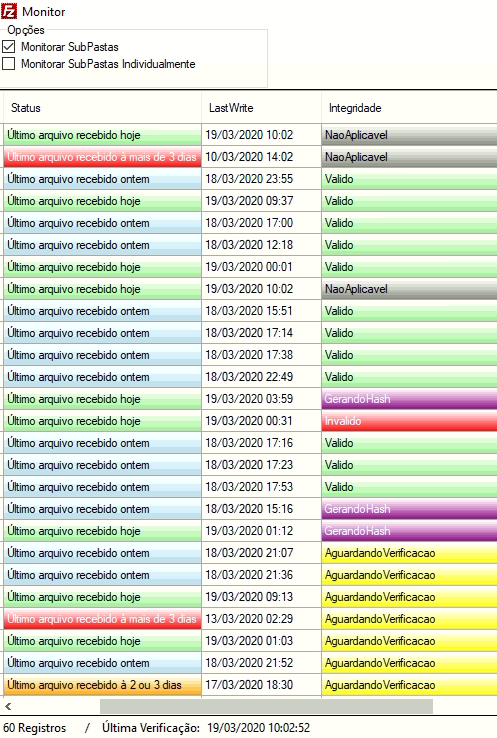 Fz Monitor
Opções
Monitorar SubPastas
Monitorar SubPastas Individualmente
Status LastWrite Integridade
Último arquivo recebido hoje 19/03/2020 10:02 NaoAplicavel
Último arquivo recebido à mais de 3 dias 10/03/2020 14:02 NaoAplicavel
Último arquivo recebido ontem 18/03/2020 23:55 Valido
Último arquivo recebido hoje 19/03/2020 09:37 Valido
Último arquivo recebido ontem 18/03/2020 17:00 Valido
Último arquivo recebido ontem 18/03/2020 12:18 Valido
Último arquivo recebido hoje 19/03/2020 00:01 Valido
Último arquivo recebido hoje 19/03/2020 10:02 NaoAplicavel
Último arquivo recebido ontem 18/03/2020 15:51 Valido
Último arquivo recebido ontem 18/03/2020 17:14 Valido
Último arquivo recebido ontem 18/03/2020 17:38 Valido
Último arquivo recebido ontem 18/03/2020 22:49 Valido
Último arquivo recebido hoje 19/03/2020 03:59 GerandoHash
Último arquivo recebido hoje 19/03/2020 00:31 Invalido
Último arquivo recebido ontem 18/03/2020 17:16 Valido
Último arquivo recebido ontem 18/03/2020 17:23 Valido
Último arquivo recebido ontem 18/03/2020 17:53 Valido
Último arquivo recebido ontem 18/03/2020 15:16 GerandoHash
Último arquivo recebido hoje 19/03/2020 01:12 GerandoHash
Último arquivo recebido ontem 18/03/2020 21:07 AguardandoVerificacao
Último arquivo recebido ontem 18/03/2020 21:36 AguardandoVerificacao
Último arquivo recebido hoje 19/03/2020 09:13 AguardandoVerificacao
Último arquivo recebido à mais de 3 dias 13/03/2020 02:29 AguardandoVerificacao
Último arquivo recebido hoje 19/03/2020 01:03 AguardandoVerificacao
Último arquivo recebido ontem 18/03/2020 21:52 AguardandoVerificacao
Último arquivo recebido à 2 ou 3 dias 17/03/2020 18:30 AguardandoVerificacao
60 Registros / Última Verificação: 19/03/2020 10:02:52